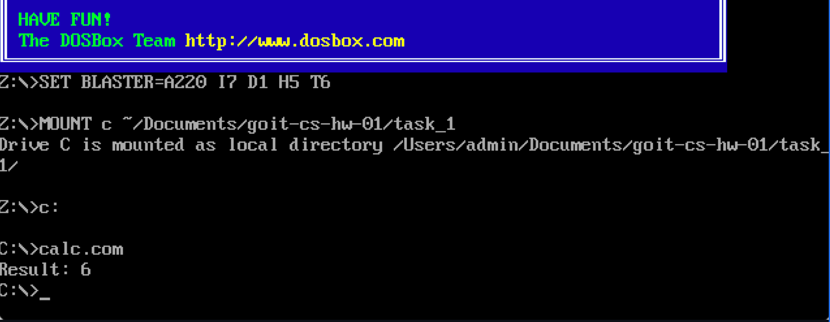 HAVE FUN!
The DOSBox Team http://www.dosbox.com
Z:\>SET BLASTER=A220 I7 D1 H5 T6
Z:\>MOUNT c ~/Documents/goit-cs-hw-01/task_1
Drive C is mounted as local directory /Users/admin/Documents/goit-cs-hw-01/task_
1/
Z:\>c:
C:\>calc.com
Result: 6
C:\>_